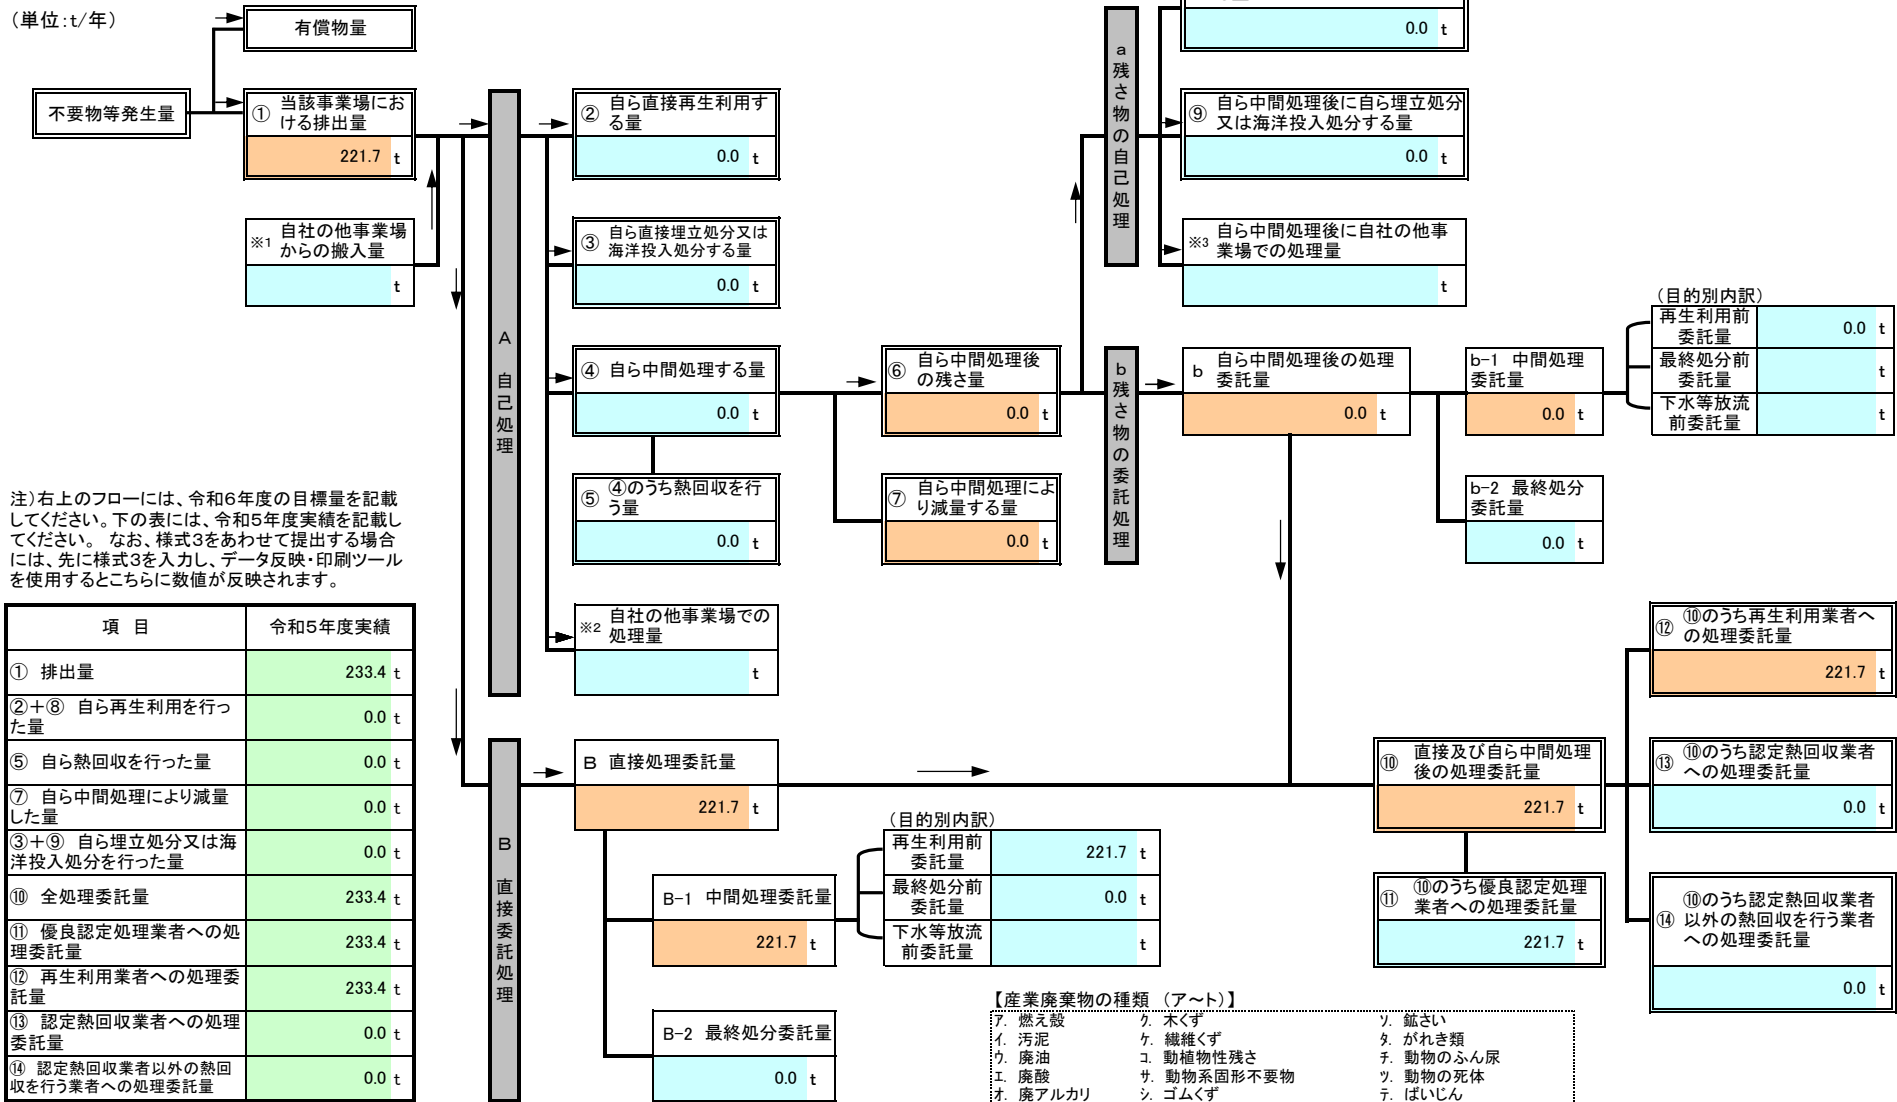 (単位:t/年)
有償物量
不要物等発生量
① 当該事業場にお
ける排出量
221.7 t
※1 自社の他事業場
からの搬入量
t
A 自己処理
② 自ら直接再生利用す
る量
0.0 t
③ 自ら直接埋立処分又は
海洋投入処分する量
0.0 t
④ 自ら中間処理する量
0.0 t
⑤ ④のうち熱回収を行
う量
0.0 t
※2 自社の他事業場での
処理量
t
⑥ 自ら中間処理後
の残さ量
0.0 t
⑦ 自ら中間処理によ
り減量する量
0.0 t
a 残さ物の自己処理
0.0 t
⑨ 自ら中間処理後に自ら埋立処分
又は海洋投入処分する量
0.0 t
※3 自ら中間処理後に自社の他事
業場での処理量
t
b 残さ物の委託処理
b 自ら中間処理後の処理
委託量
0.0 t
b-1 中間処理
委託量
0.0 t
b-2 最終処分
委託量
0.0 t
(目的別内訳)
再生利用前
委託量
0.0 t
最終処分前
委託量
t
下水等放流
前委託量
t
注)右上のフローには、令和6年度の目標量を記載
してください。下の表には、令和5年度実績を記載し
てください。 なお、様式3をあわせて提出する場合
には、先に様式3を入力し、データ反映・印刷ツール
を使用するとこちらに数値が反映されます。
項 目 令和5年度実績
① 排出量 233.4 t
②+⑧ 自ら再生利用を行っ
た量
0.0 t
⑤ 自ら熱回収を行った量 0.0 t
⑦ 自ら中間処理により減量
した量
0.0 t
③+⑨ 自ら埋立処分又は海
洋投入処分を行った量
0.0 t
⑩ 全処理委託量 233.4 t
⑪ 優良認定処理業者への処
理委託量
233.4 t
⑫ 再生利用業者への処理委
託量
233.4 t
⑬ 認定熱回収業者への処理
委託量
0.0 t
⑭ 認定熱回収業者以外の熱回
収を行う業者への処理委託量
0.0 t
B 直接委託処理
B 直接処理委託量
221.7 t
B-1 中間処理委託量
221.7 t
B-2 最終処分委託量
0.0 t
(目的別内訳)
再生利用前
委託量
221.7 t
最終処分前
委託量
0.0 t
下水等放流
前委託量
t
⑩ 直接及び自ら中間処理
後の処理委託量
221.7 t
⑪ ⑩のうち優良認定処理
業者への処理委託量
221.7 t
⑫ ⑩のうち再生利用業者へ
の処理委託量
221.7 t
⑬ ⑩のうち認定熱回収業者
への処理委託量
0.0 t
⑭ ⑩のうち認定熱回収業者
以外の熱回収を行う業者
への処理委託量
0.0 t
【産業廃棄物の種類 (ア~ト)】
ア. 燃え殻 ク. 木くず ソ. 鉱さい
イ. 汚泥 ケ. 繊維くず タ. がれき類
ウ. 廃油 コ. 動植物性残さ チ. 動物のふん尿
エ. 廃酸 サ. 動物系固形不要物 ツ. 動物の死体
オ. 廃アルカリ シ. ゴムくず テ. ばいじん